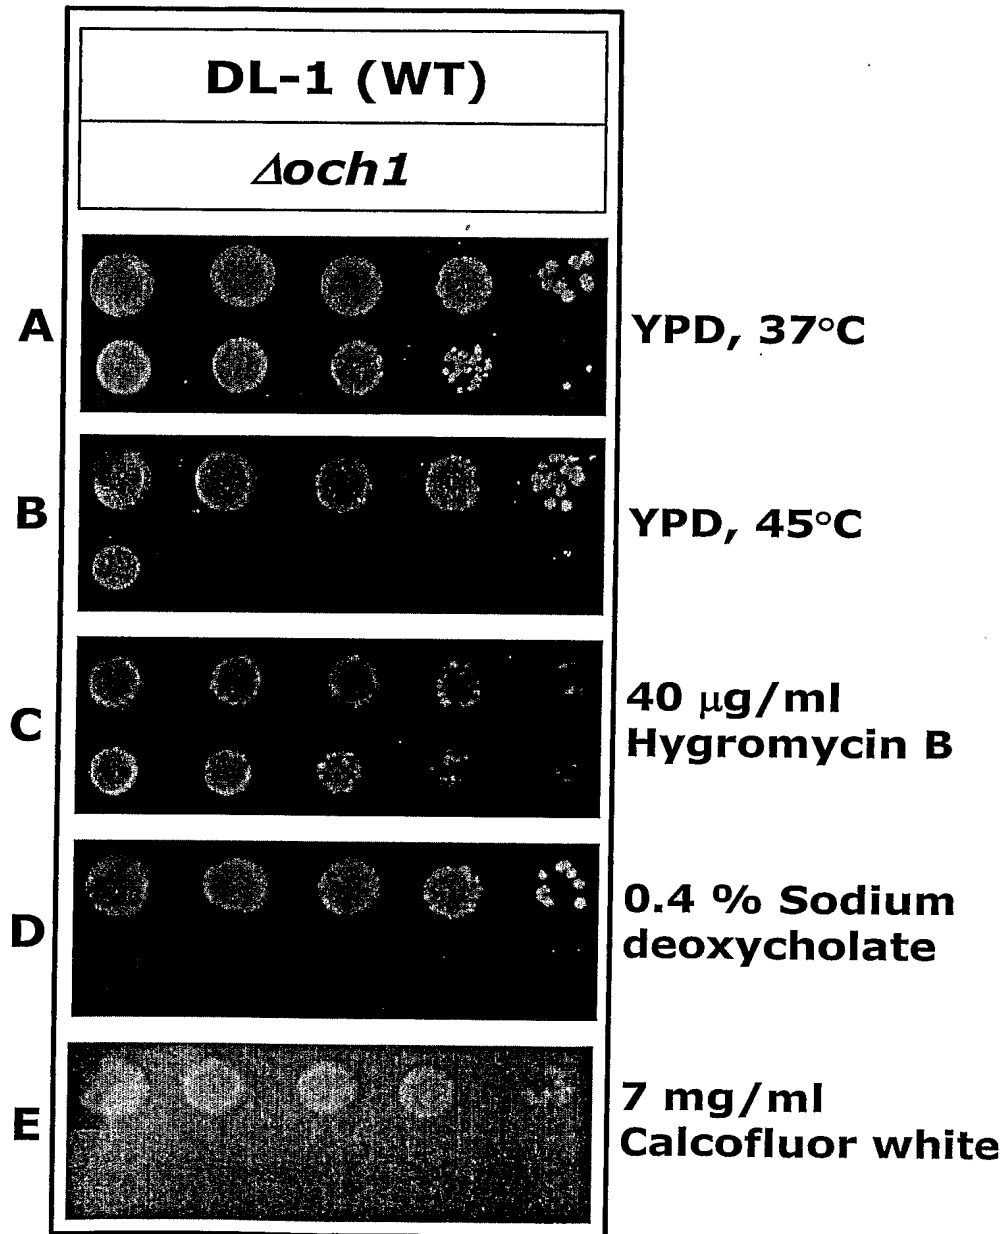 DL-1 (WT)
Δoch1
A
YPD, 37°C
B
YPD, 45°C
C
40 μg/ml
Hygromycin B
D
0.4 % Sodium
deoxycholate
E
7 mg/ml
Calcofluor white